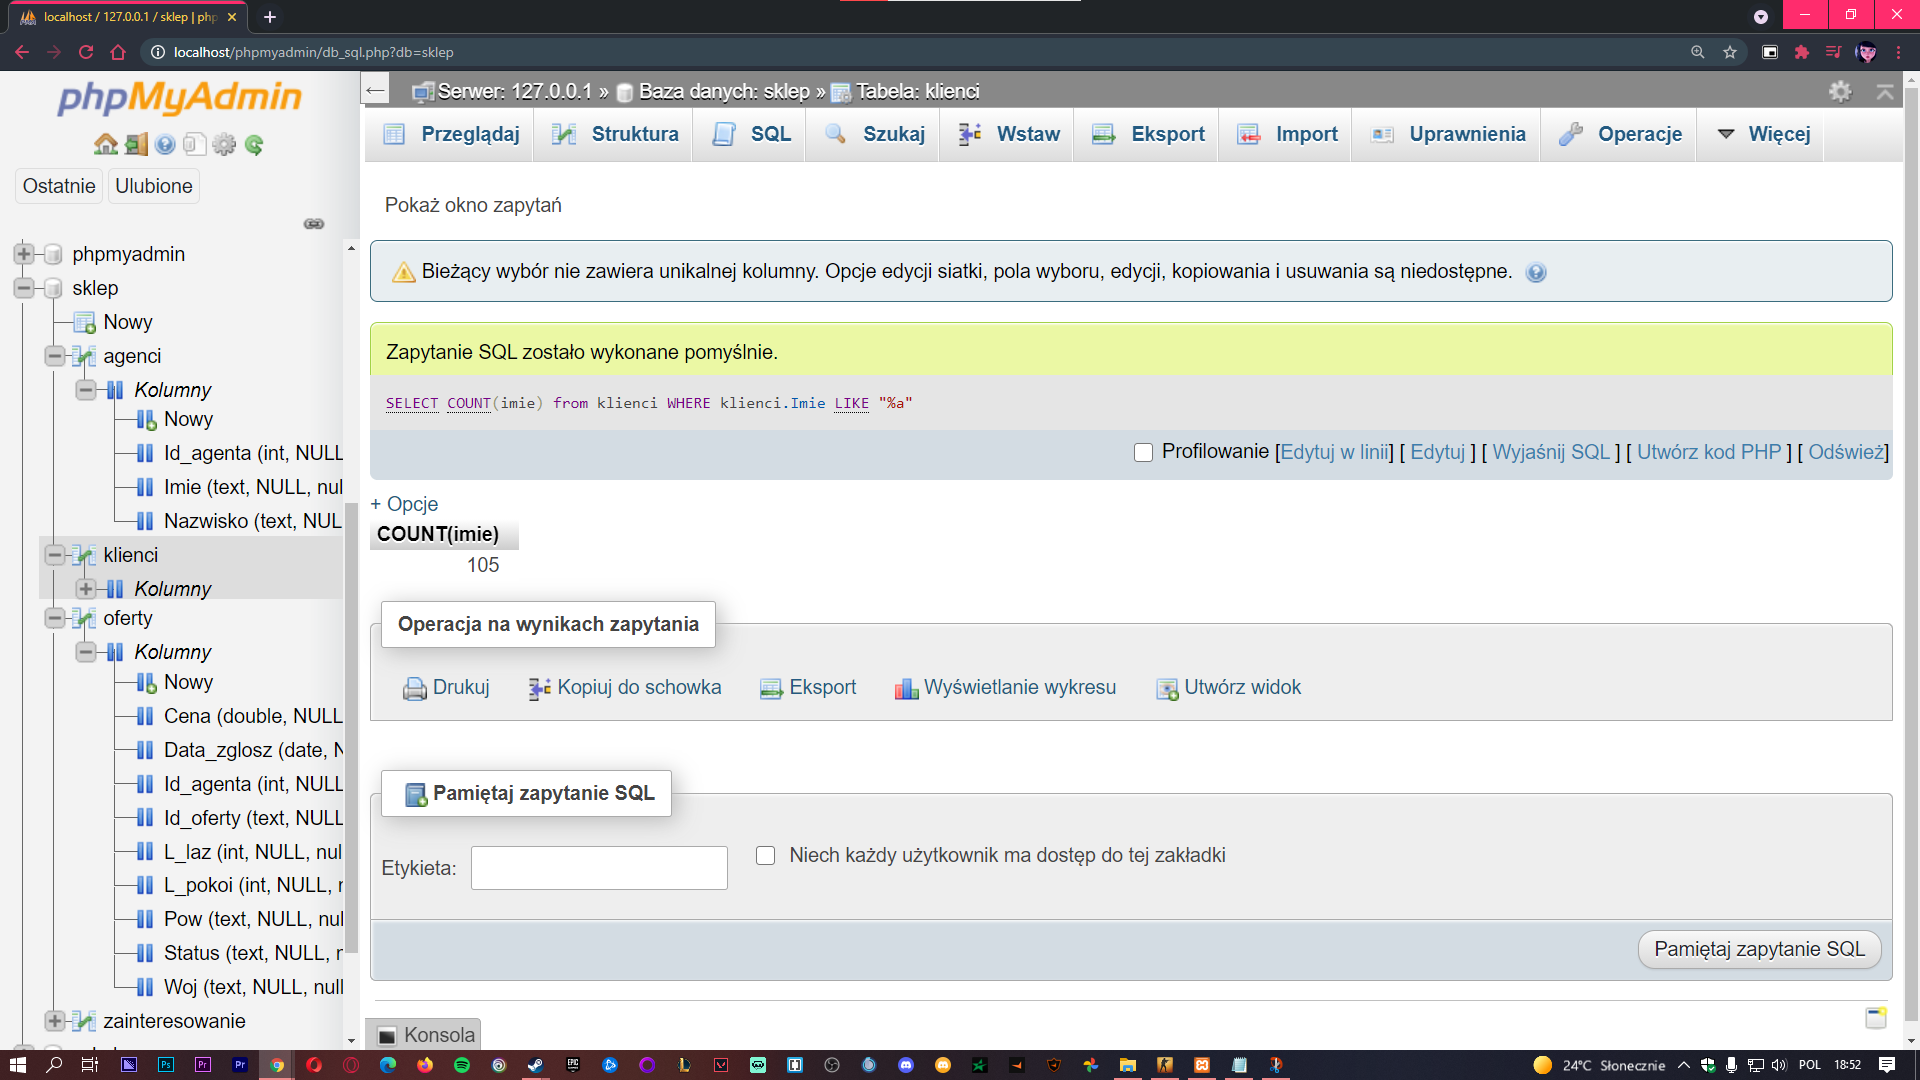 localhost / 127.0.0.1 / sklep | php
localhost/phpmyadmin/db_sql.php?db=sklep
phpMyAdmin
Ostatnie
Ulubione
phpmyadmin
sklep
Nowy
agenci
Kolumny
Nowy
Id_agenta (int, NULL
Imie (text, NULL, nul
Nazwisko (text, NUL
klienci
Kolumny
oferty
Kolumny
Nowy
Cena (double, NULL
Data_zglosz (date, N
Id_agenta (int, NULL
Id_oferty (text, NULL
L_laz (int, NULL, nul
L_pokoi (int, NULL, r
Pow (text, NULL, nul
Status (text, NULL, r
Woj (text, NULL, null
zainteresowanie
Serwer: 127.0.0.1 » Baza danych: sklep » Tabela: klienci
Przeglądaj Struktura SQL Szukaj Wstaw Eksport Import Uprawnienia Operacje Więcej
Pokaż okno zapytań
Bieżący wybór nie zawiera unikalnej kolumny. Opcje edycji siatki, pola wyboru, edycji, kopiowania i usuwania są niedostępne.
Zapytanie SQL zostało wykonane pomyślnie.
SELECT COUNT(imie) from klienci WHERE klienci.Imie LIKE "%a"
Profilowanie [Edytuj w linii] [ Edytuj ] [ Wyjaśnij SQL ] [ Utwórz kod PHP ] [ Odśwież]
+ Opcje
COUNT(imie)
105
Operacja na wynikach zapytania
Drukuj Kopiuj do schowka Eksport Wyświetlanie wykresu Utwórz widok
Pamiętaj zapytanie SQL
Etykieta:
Niech każdy użytkownik ma dostęp do tej zakładki
Pamiętaj zapytanie SQL
Konsola
24°C Słonecznie
POL
18:52